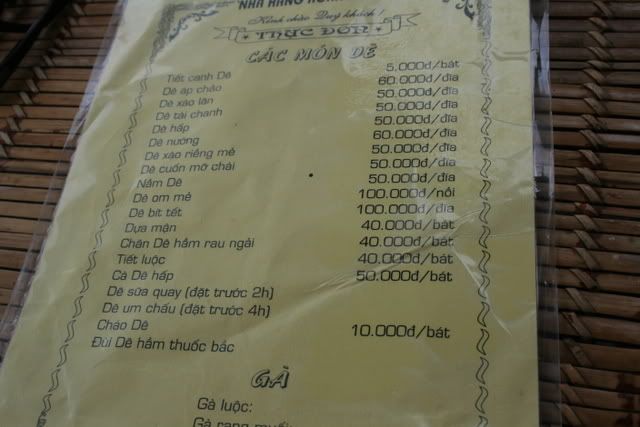 NHÀ HÀNG
Kính chào Quý khách !
THỰC ĐƠN
CÁC MÓN DÊ
Tiết canh Dê 5.000đ/bát
Dê áp chảo 60.000đ/đĩa
Dê xào lăn 50.000đ/đĩa
Dê tái chanh 50.000đ/đĩa
Dê hấp 50.000đ/đĩa
Dê nướng 60.000đ/đĩa
Dê xào riềng mẻ 50.000đ/đĩa
Dê cuốn mỡ chài 50.000đ/đĩa
Nầm Dê 50.000đ/đĩa
Dê om mẻ 100.000đ/nồi
Dê bít tết 100.000đ/đĩa
Dựa mận 40.000đ/bát
Chân Dê hầm rau ngải 40.000đ/bát
Tiết luộc 40.000đ/bát
Cà Dê hấp 50.000đ/bát
Dê sữa quay (đặt trước 2h)
Dê um chấu (đặt trước 4h)
Cháo Dê 10.000đ/bát
Đùi Dê hầm thuốc bắc
GÀ
Gà luộc:
Gà rang muối: